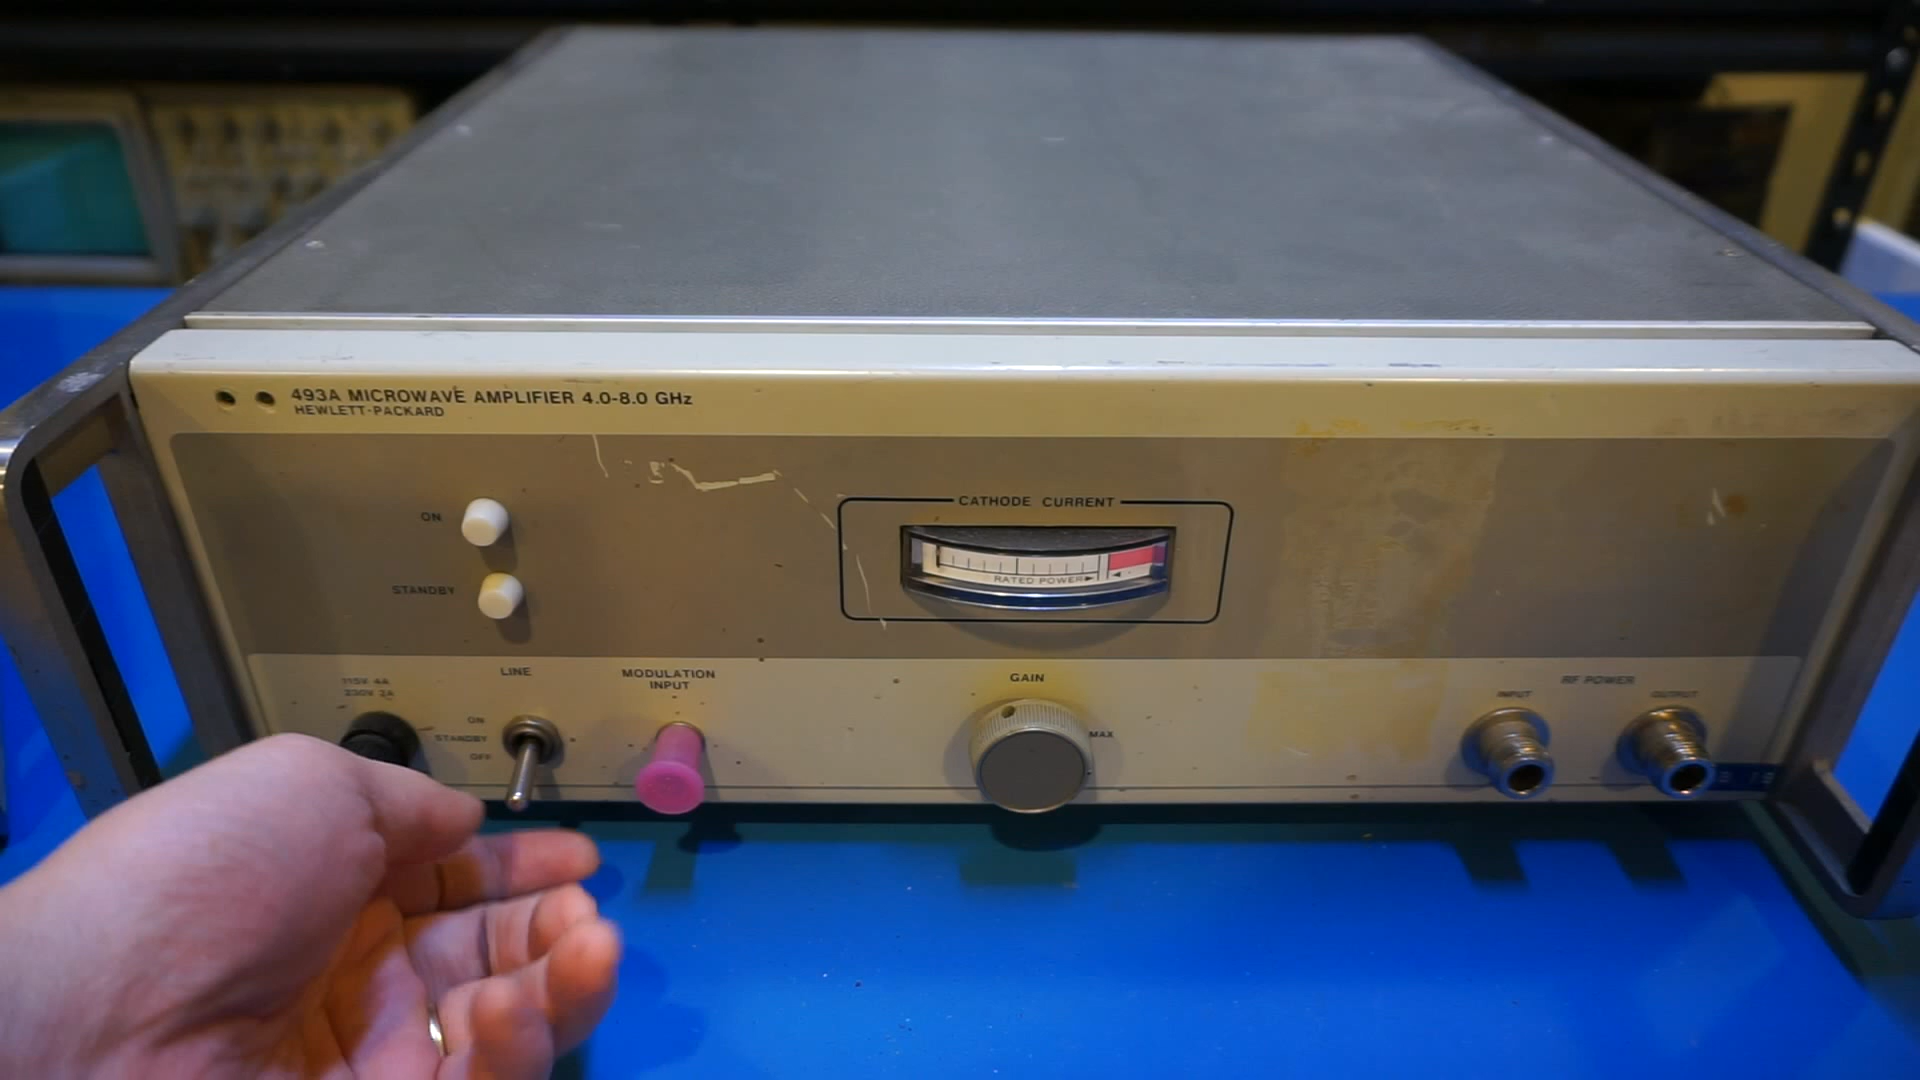 493A MICROWAVE AMPLIFIER 4.0-8.0 GHz
HEWLETT-PACKARD
ON
STANDBY
CATHODE CURRENT
RATED POWER
115V 4A
230V 2A
LINE
ON
STANDBY
OFF
MODULATION
INPUT
GAIN
MAX
RF POWER
INPUT
OUTPUT